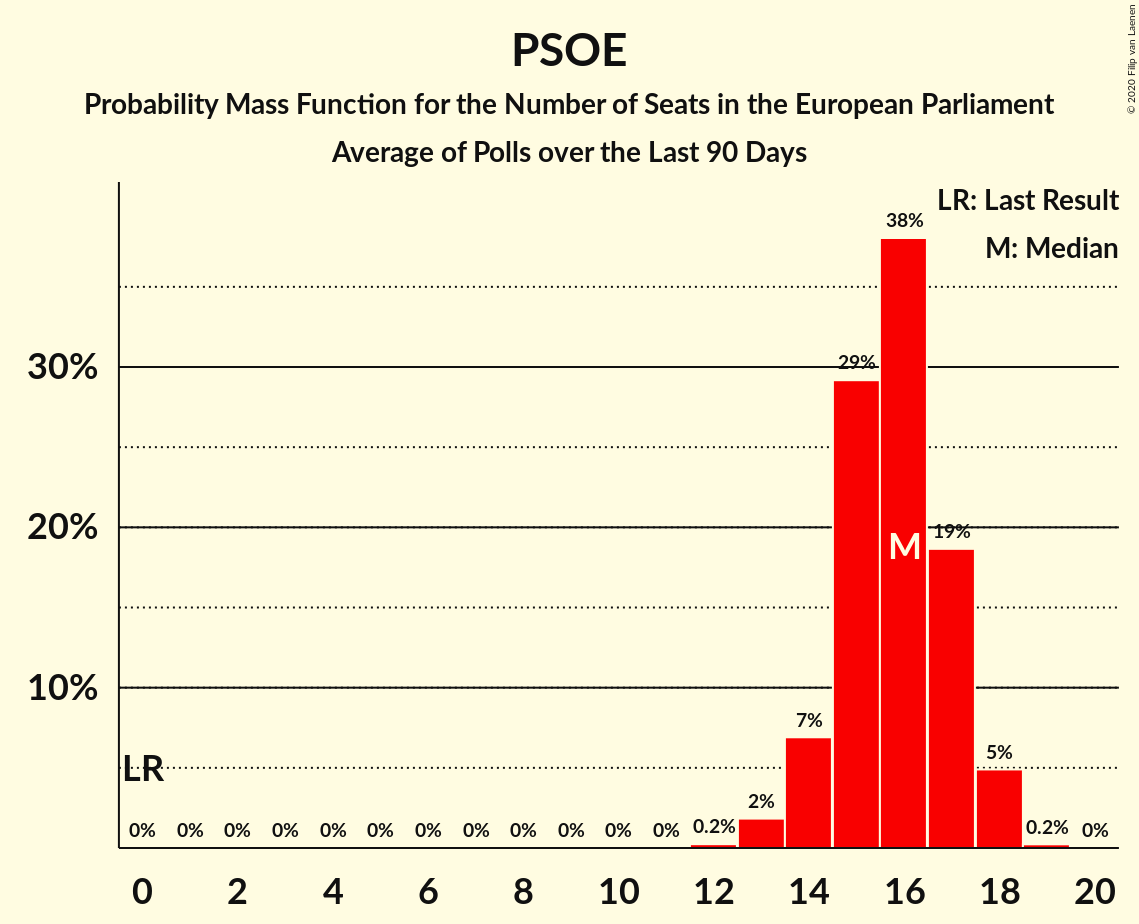 PSOE
Probability Mass Function for the Number of Seats in the European Parliament
Average of Polls over the Last 90 Days
© 2020 Filip van Laenen
LR: Last Result
M: Median
38%
30%
29%
20%
19%
M
10%
7%
5%
LR
2%
0% 0% 0% 0% 0% 0% 0% 0% 0% 0% 0% 0% 0.2% 0.2% 0%
0 2 4 6 8 10 12 14 16 18 20